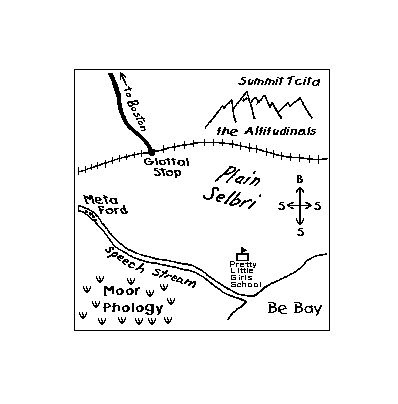 Summit Tcita
to Boston
the Altitudinals
Glottal
Stop
Plain
Selbri
B
S S
S
Meta
Ford
Speech stream
Pretty
Little
Girls
School
Moor
Phology
Be Bay